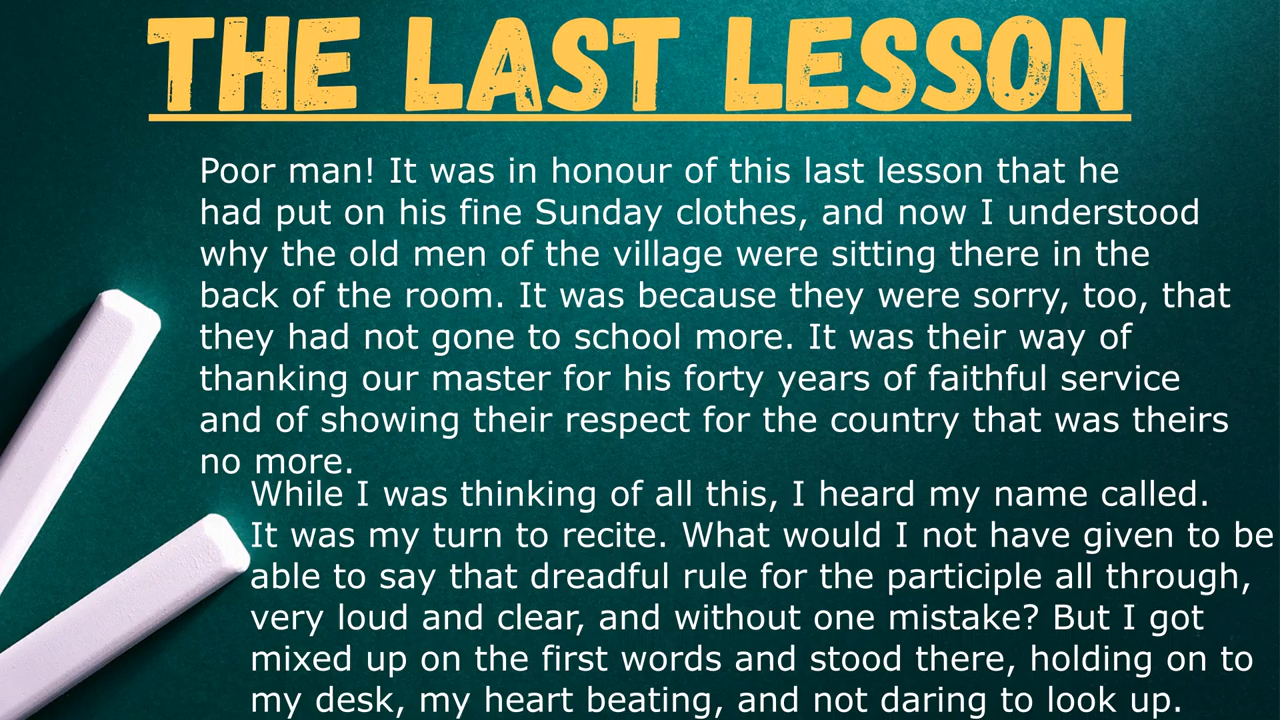 THE LAST LESSON
Poor man! It was in honour of this last lesson that he
had put on his fine Sunday clothes, and now I understood
why the old men of the village were sitting there in the
back of the room. It was because they were sorry, too, that
they had not gone to school more. It was their way of
thanking our master for his forty years of faithful service
and of showing their respect for the country that was theirs
no more.
While I was thinking of all this, I heard my name called.
It was my turn to recite. What would I not have given to be
able to say that dreadful rule for the participle all through,
very loud and clear, and without one mistake? But I got
mixed up on the first words and stood there, holding on to
my desk, my heart beating, and not daring to look up.